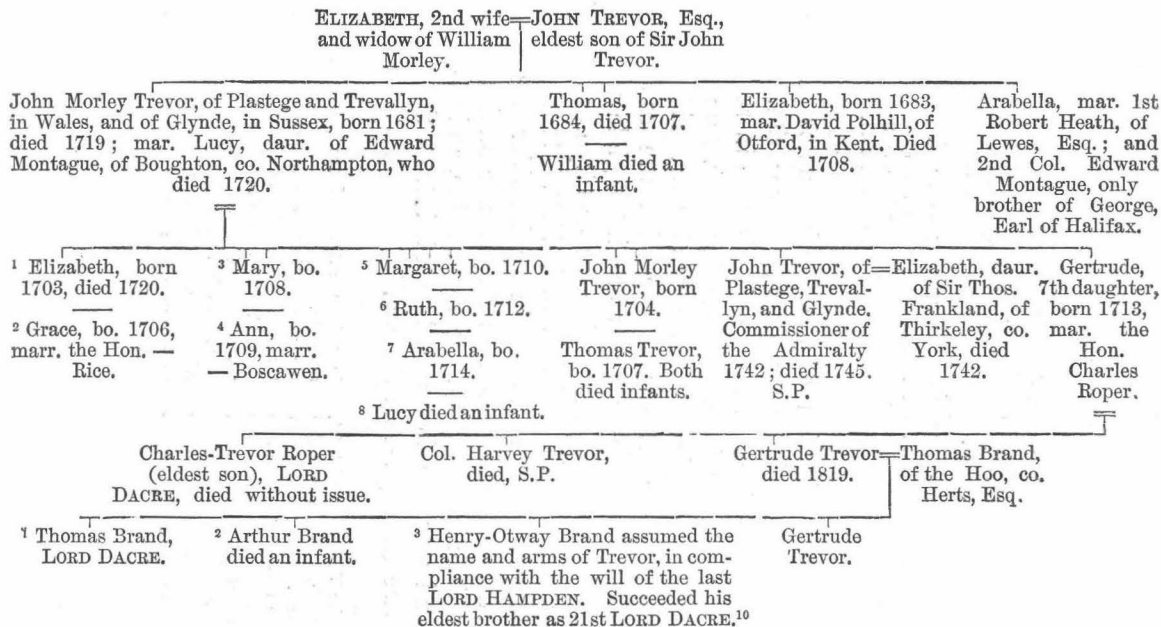 ELIZABETH, 2nd wife=JOHN TREVOR, Esq.,
and widow of William
Morley.
eldest son of Sir John
Trevor.
John Morley Trevor, of Plastege and Trevallyn,
in Wales, and of Glynde, in Sussex, born 1681;
died 1719; mar. Lucy, daur. of Edward
Montague, of Boughton, co. Northampton, who
died 1720.
Thomas, born
1684, died 1707.
William died an
infant.
Elizabeth, born 1683,
mar. David Polhill, of
Otford, in Kent. Died
1708.
Arabella, mar. 1st
Robert Heath, of
Lewes, Esq.; and
2nd Col. Edward
Montague, only
brother of George,
Earl of Halifax.
¹ Elizabeth, born
1703, died 1720.
² Grace, bo. 1706,
marr. the Hon. —
Rice.
³ Mary, bo.
1708.
⁴ Ann, bo.
1709, marr.
— Boscawen.
⁵ Margaret, bo. 1710.
⁶ Ruth, bo. 1712.
⁷ Arabella, bo.
1714.
⁸ Lucy died an infant.
John Morley
Trevor, born
1704.
Thomas Trevor,
bo. 1707. Both
died infants.
John Trevor, of=Elizabeth, daur.
Plastege, Treval-
lyn, and Glynde.
Commissioner of
the Admiralty
1742; died 1745.
S.P.
of Sir Thos.
Frankland, of
Thirkeley, co.
York, died
1742.
Gertrude,
7th daughter,
born 1713,
mar. the
Hon.
Charles
Roper.
Charles-Trevor Roper
(eldest son), LORD
DACRE, died without issue.
Col. Harvey Trevor,
died, S.P.
Gertrude Trevor=Thomas Brand,
died 1819.
of the Hoo, co.
Herts, Esq.
¹ Thomas Brand,
LORD DACRE.
² Arthur Brand
died an infant.
³ Henry-Otway Brand assumed the
name and arms of Trevor, in com-
pliance with the will of the last
LORD HAMPDEN. Succeeded his
eldest brother as 21st LORD DACRE.¹⁰
Gertrude
Trevor.